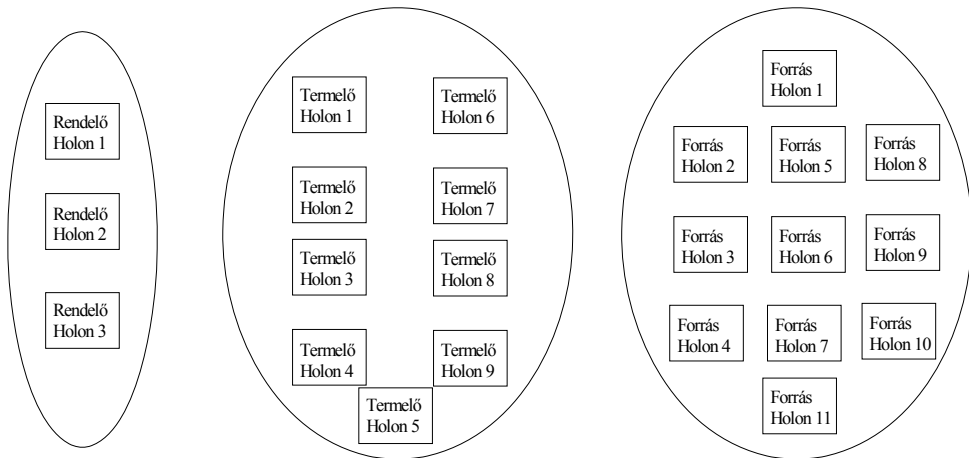 Rendelő
Holon 1
Rendelő
Holon 2
Rendelő
Holon 3
Termelő
Holon 1
Termelő
Holon 2
Termelő
Holon 3
Termelő
Holon 4
Termelő
Holon 5
Termelő
Holon 6
Termelő
Holon 7
Termelő
Holon 8
Termelő
Holon 9
Forrás
Holon 1
Forrás
Holon 2
Forrás
Holon 3
Forrás
Holon 4
Forrás
Holon 5
Forrás
Holon 6
Forrás
Holon 7
Forrás
Holon 8
Forrás
Holon 9
Forrás
Holon 10
Forrás
Holon 11